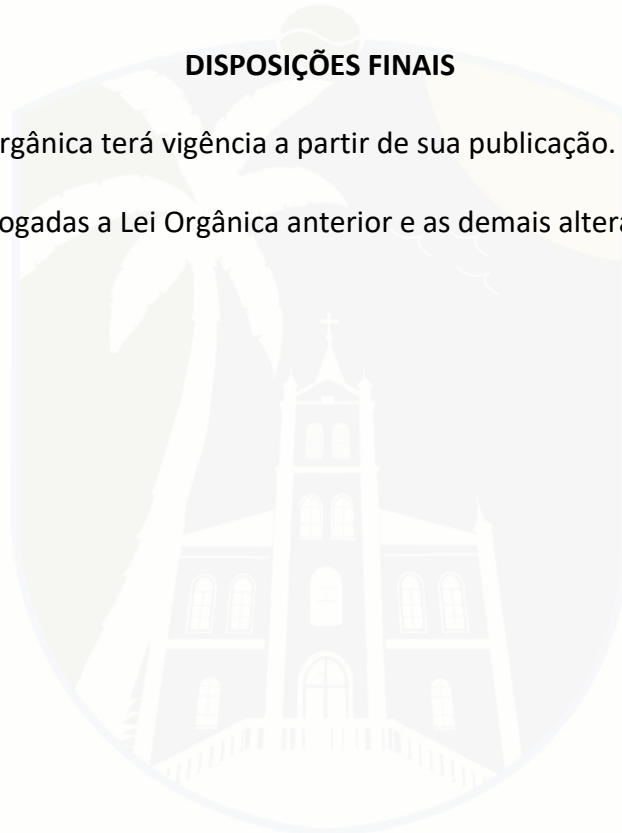 DISPOSIÇÕES FINAIS
rgânica terá vigência a partir de sua publicação.
ogadas a Lei Orgânica anterior e as demais altera